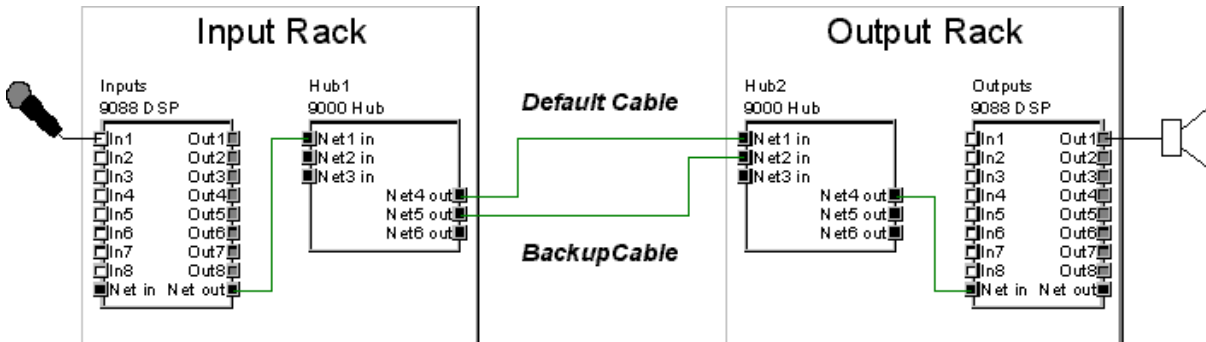 Input Rack
Inputs
9088 DSP
In1 Out1
In2 Out2
In3 Out3
In4 Out4
In5 Out5
In6 Out6
In7 Out7
In8 Out8
Net in Net out
Hub1
9000 Hub
Net1 in
Net2 in
Net3 in
Net4 out
Net5 out
Net6 out
Default Cable
BackupCable
Output Rack
Hub2
9000 Hub
Net1 in
Net2 in
Net3 in
Net4 out
Net5 out
Net6 out
Outputs
9088 DSP
In1 Out1
In2 Out2
In3 Out3
In4 Out4
In5 Out5
In6 Out6
In7 Out7
In8 Out8
Net in Net out